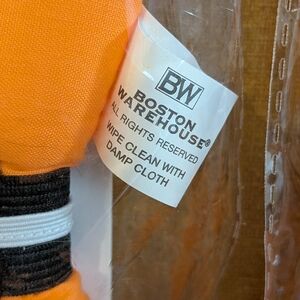 BW
BOSTON
WAREHOUSE®
ALL RIGHTS RESERVED
WIPE CLEAN WITH
DAMP CLOTH